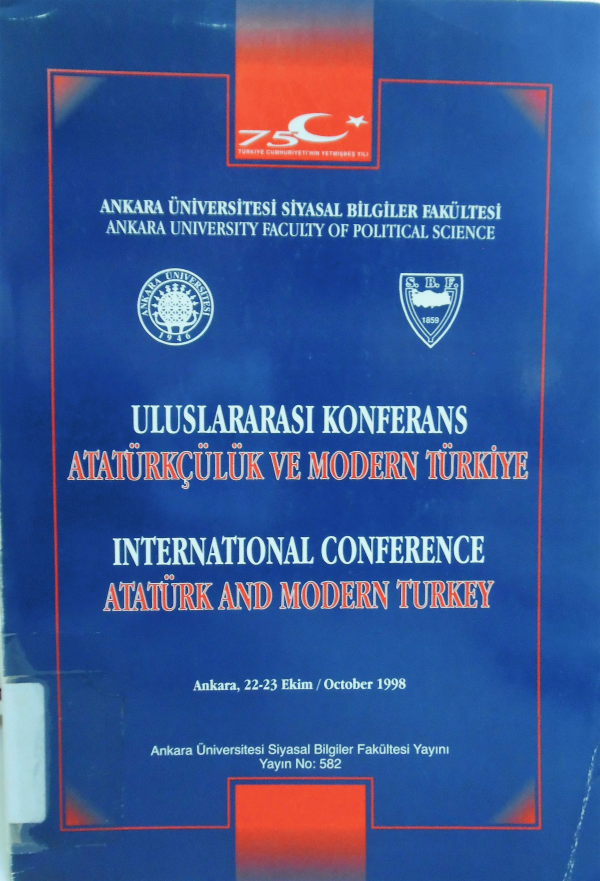 75
TÜRKİYE CUMHURİYETİ'NİN YETMİŞBEŞ YILI
ANKARA ÜNİVERSİTESİ SİYASAL BİLGİLER FAKÜLTESİ
ANKARA UNIVERSITY FACULTY OF POLITICAL SCIENCE
ANKARA ÜNİVERSİTESİ
1946
S.B.F.
1859
ULUSLARARASI KONFERANS
ATATÜRKÇÜLÜK VE MODERN TÜRKİYE
INTERNATIONAL CONFERENCE
ATATÜRK AND MODERN TURKEY
Ankara, 22-23 Ekim / October 1998
Ankara Üniversitesi Siyasal Bilgiler Fakültesi Yayını
Yayın No: 582